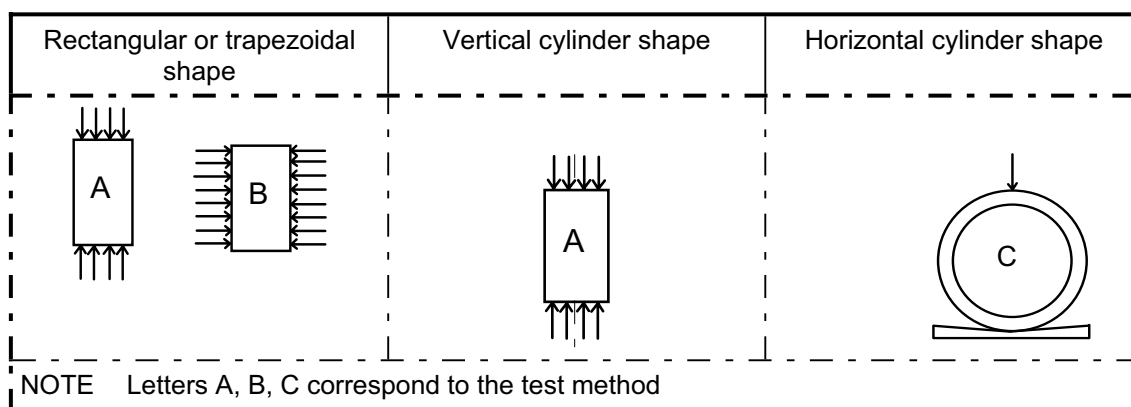 Rectangular or trapezoidal
shape
Vertical cylinder shape
Horizontal cylinder shape
A
B
A
C
NOTE Letters A, B, C correspond to the test method